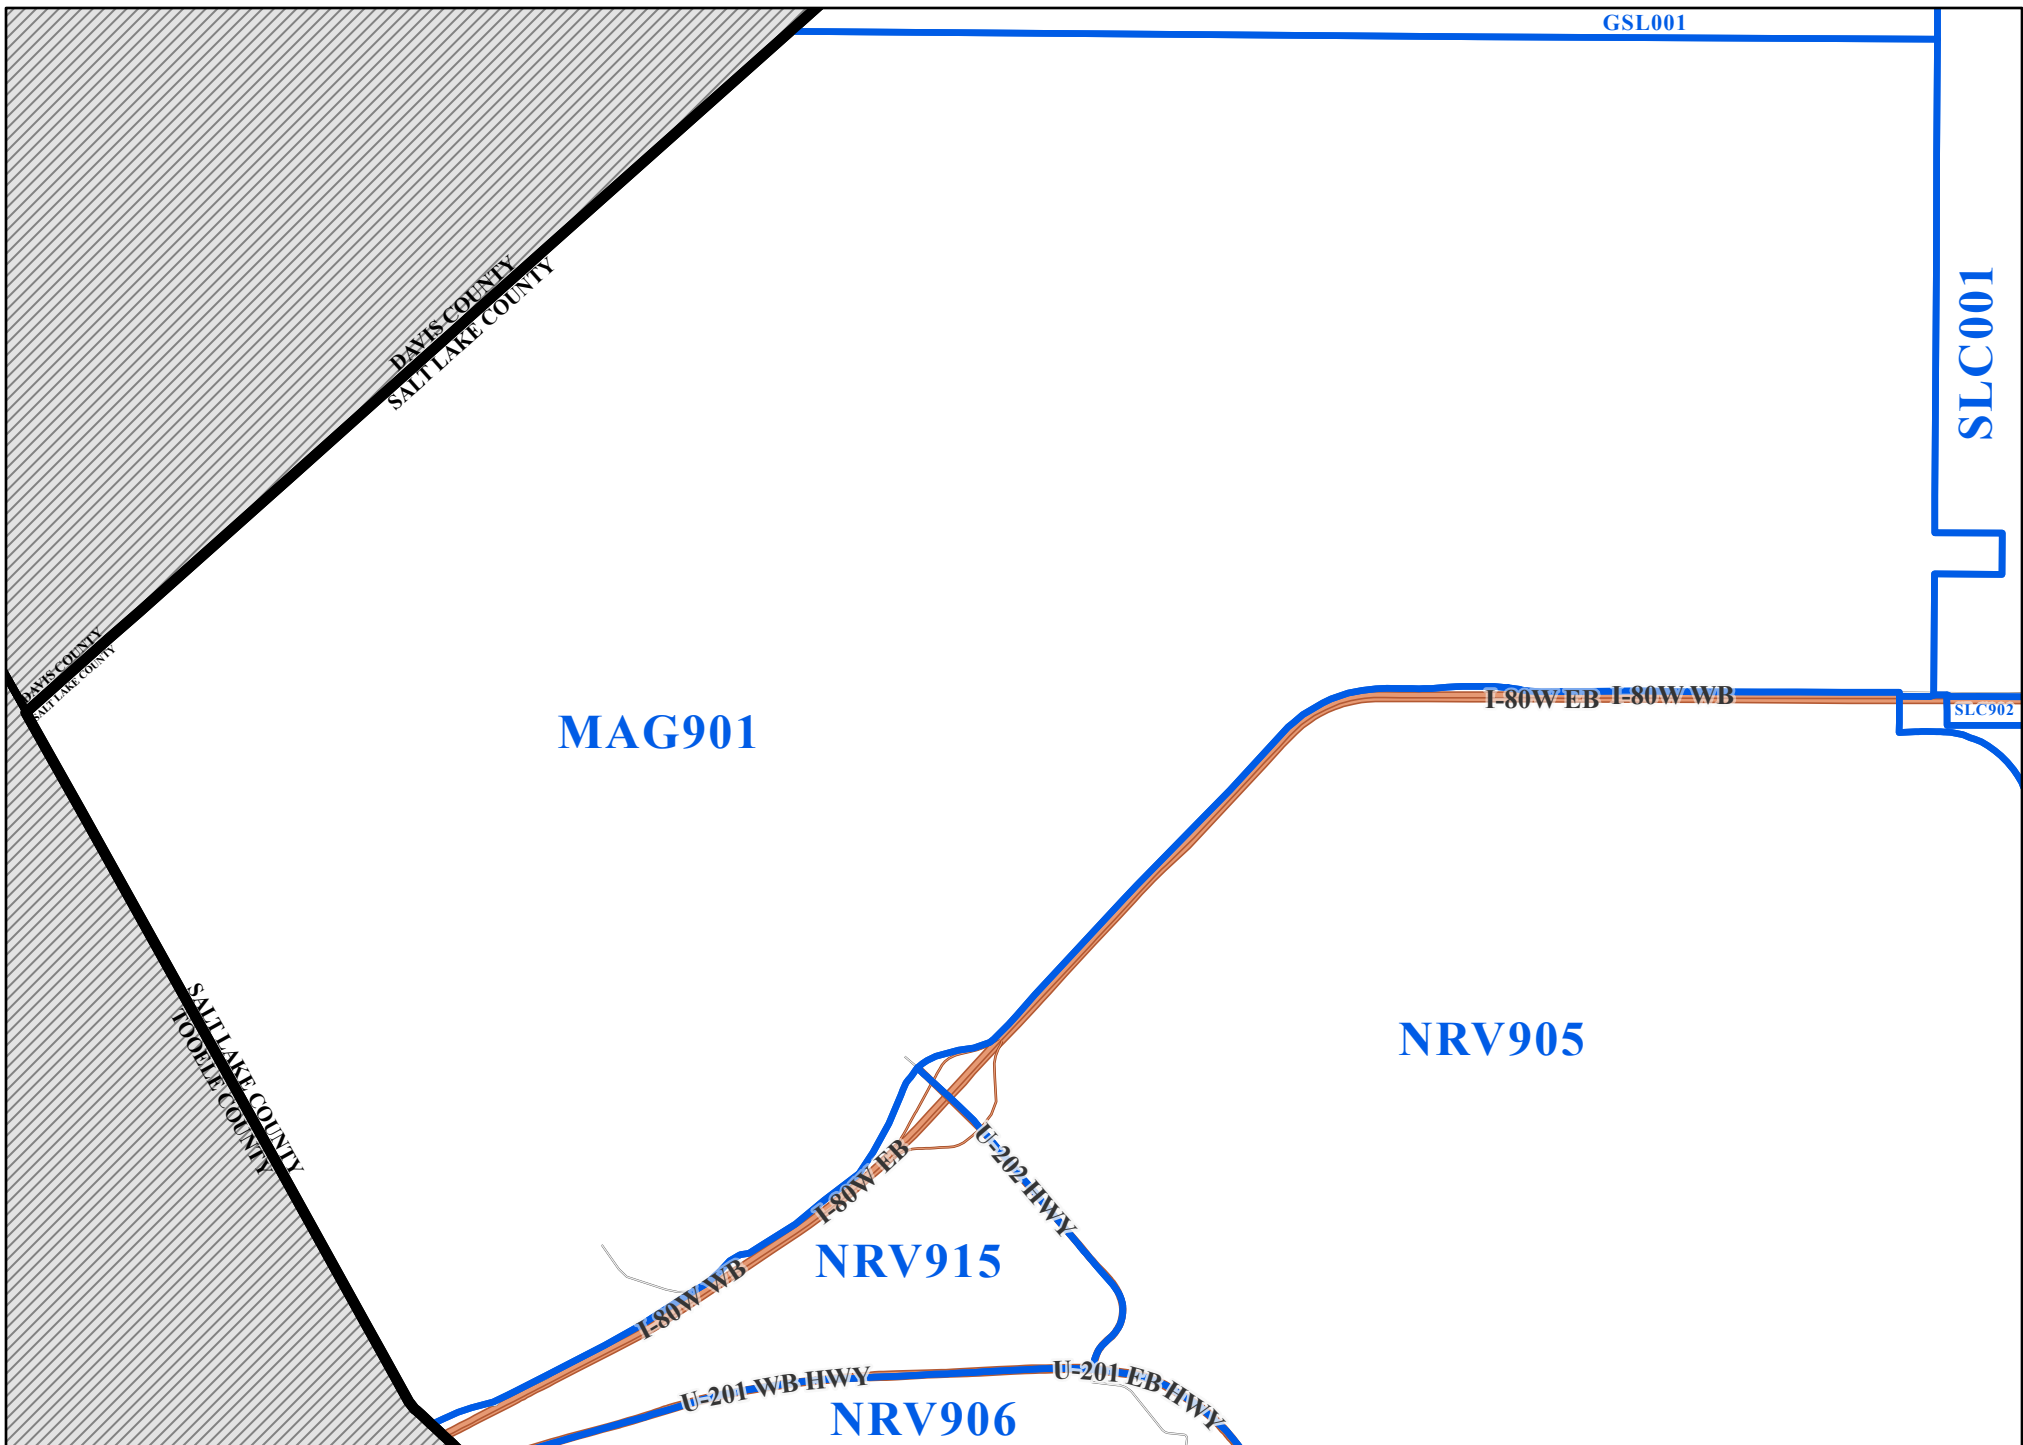 GSL001
SLC001
DAVIS COUNTY
SALT LAKE COUNTY
DAVIS COUNTY
SALT LAKE COUNTY
I-80W EB
I-80W WB
SLC902
MAG901
NRV905
SALT LAKE COUNTY
TOOELE COUNTY
U-202 HWY
I-80W EB
NRV915
I-80W WB
U-201 WB HWY
U-201 EB HWY
NRV906